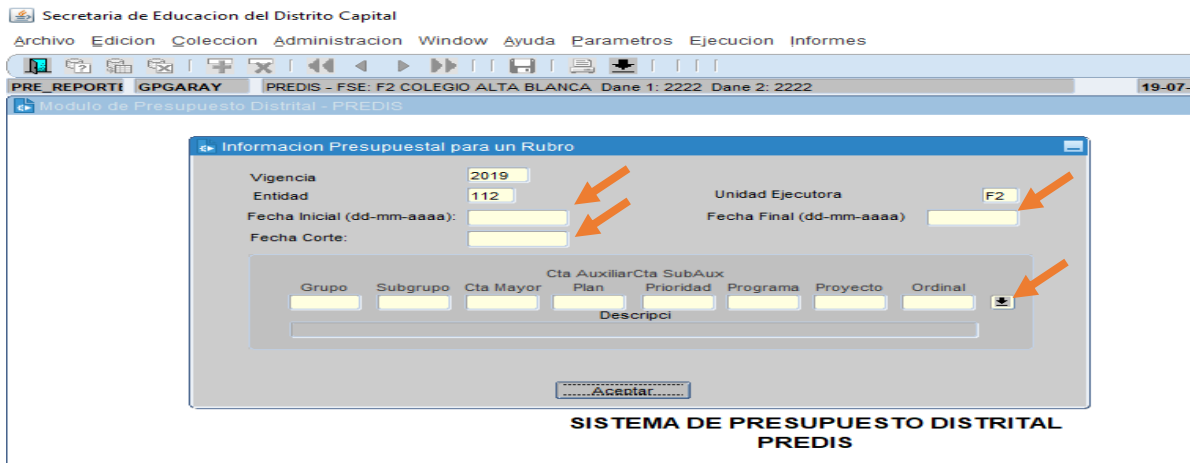 Secretaria de Educacion del Distrito Capital
Archivo Edicion Coleccion Administracion Window Ayuda Parametros Ejecucion Informes
PRE_REPORTE GPGARAY PREDIS - FSE: F2 COLEGIO ALTA BLANCA Dane 1: 2222 Dane 2: 2222 19-07-
Modulo de Presupuesto Distrital - PREDIS
Informacion Presupuestal para un Rubro
Vigencia 2019
Entidad 112 Unidad Ejecutora F2
Fecha Inicial (dd-mm-aaaa): Fecha Final (dd-mm-aaaa)
Fecha Corte:
Cta AuxiliarCta SubAux
Grupo Subgrupo Cta Mayor Plan Prioridad Programa Proyecto Ordinal
Descripci
Aceptar
SISTEMA DE PRESUPUESTO DISTRITAL
PREDIS